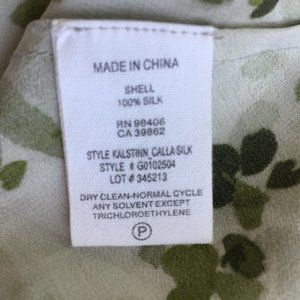 MADE IN CHINA
SHELL
100% SILK
RN 98406
CA 39862
STYLE KALSTINN_CALLA SILK
STYLE # G0102504
LOT # 345213
DRY CLEAN-NORMAL CYCLE
ANY SOLVENT EXCEPT
TRICHLOROETHYLENE
P